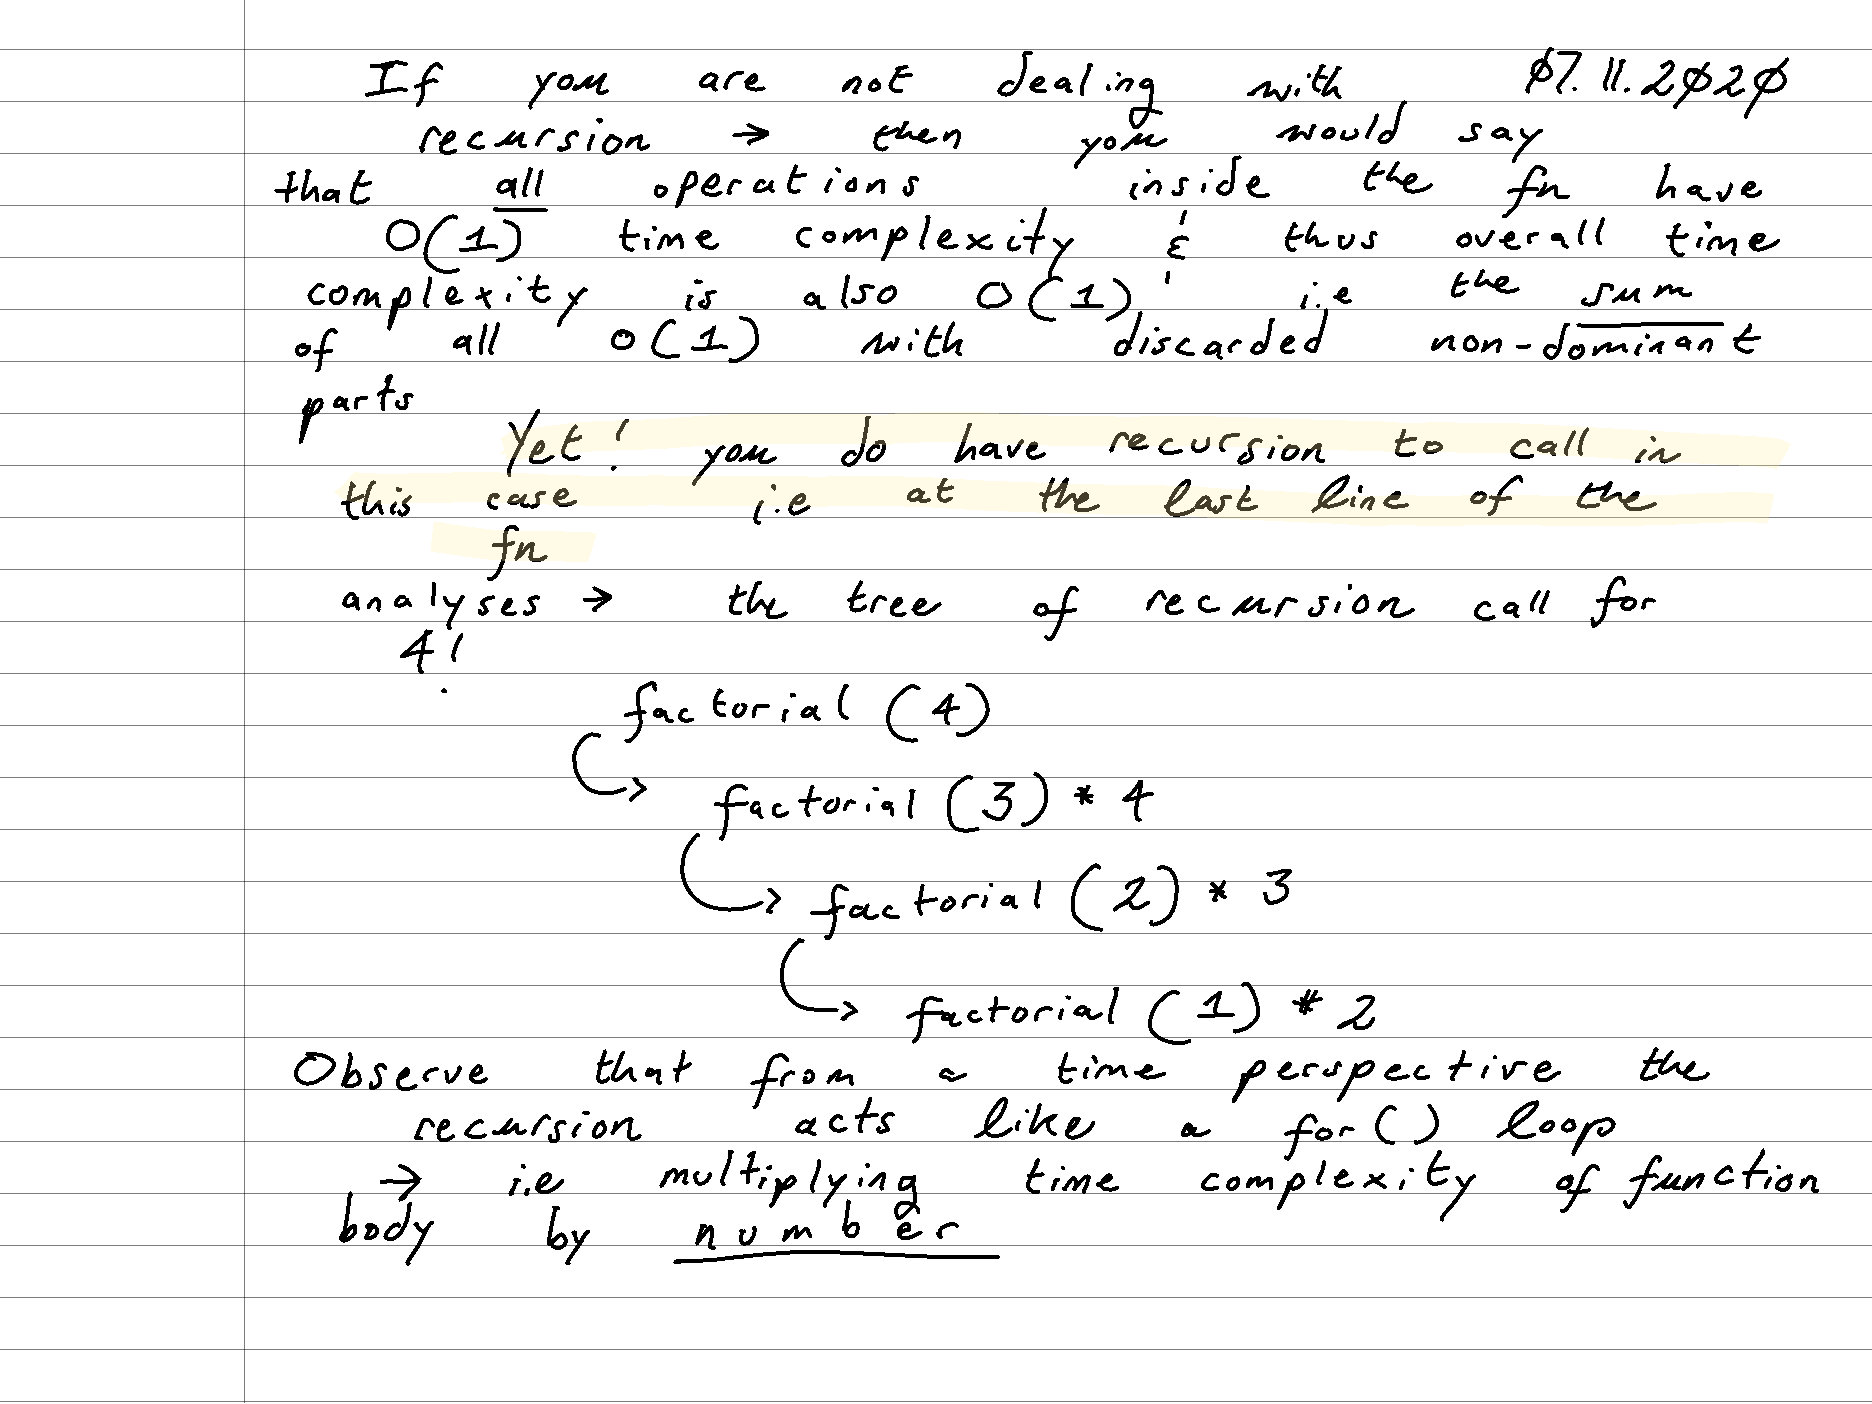 If you are not dealing with 07.11.2020
recursion → then you would say
that all operations inside the fn have
O(1) time complexity & thus overall time
complexity is also O(1) i.e the sum
of all O(1) with discarded non-dominant
parts
Yet! you do have recursion to call in
this case i.e at the last line of the
fn
analyses → the tree of recursion call for
4!
factorial (4)
factorial (3) * 4
factorial (2) * 3
factorial (1) * 2
Observe that from a time perspective the
recursion acts like a for() loop
→ i.e multiplying time complexity of function
body by number